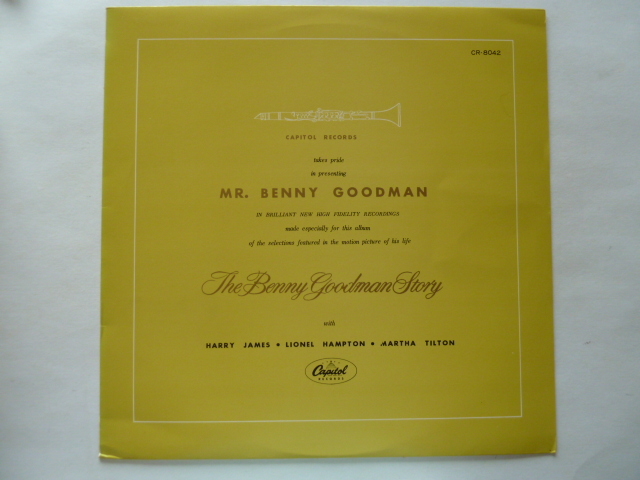 CR-8042
CAPITOL RECORDS
takes pride
in presenting
MR. BENNY GOODMAN
IN BRILLIANT NEW HIGH FIDELITY RECORDINGS
made especially for this album
of the selections featured in the motion picture of his life
The Benny Goodman Story
with
HARRY JAMES • LIONEL HAMPTON • MARTHA TILTON
Capitol
RECORDS